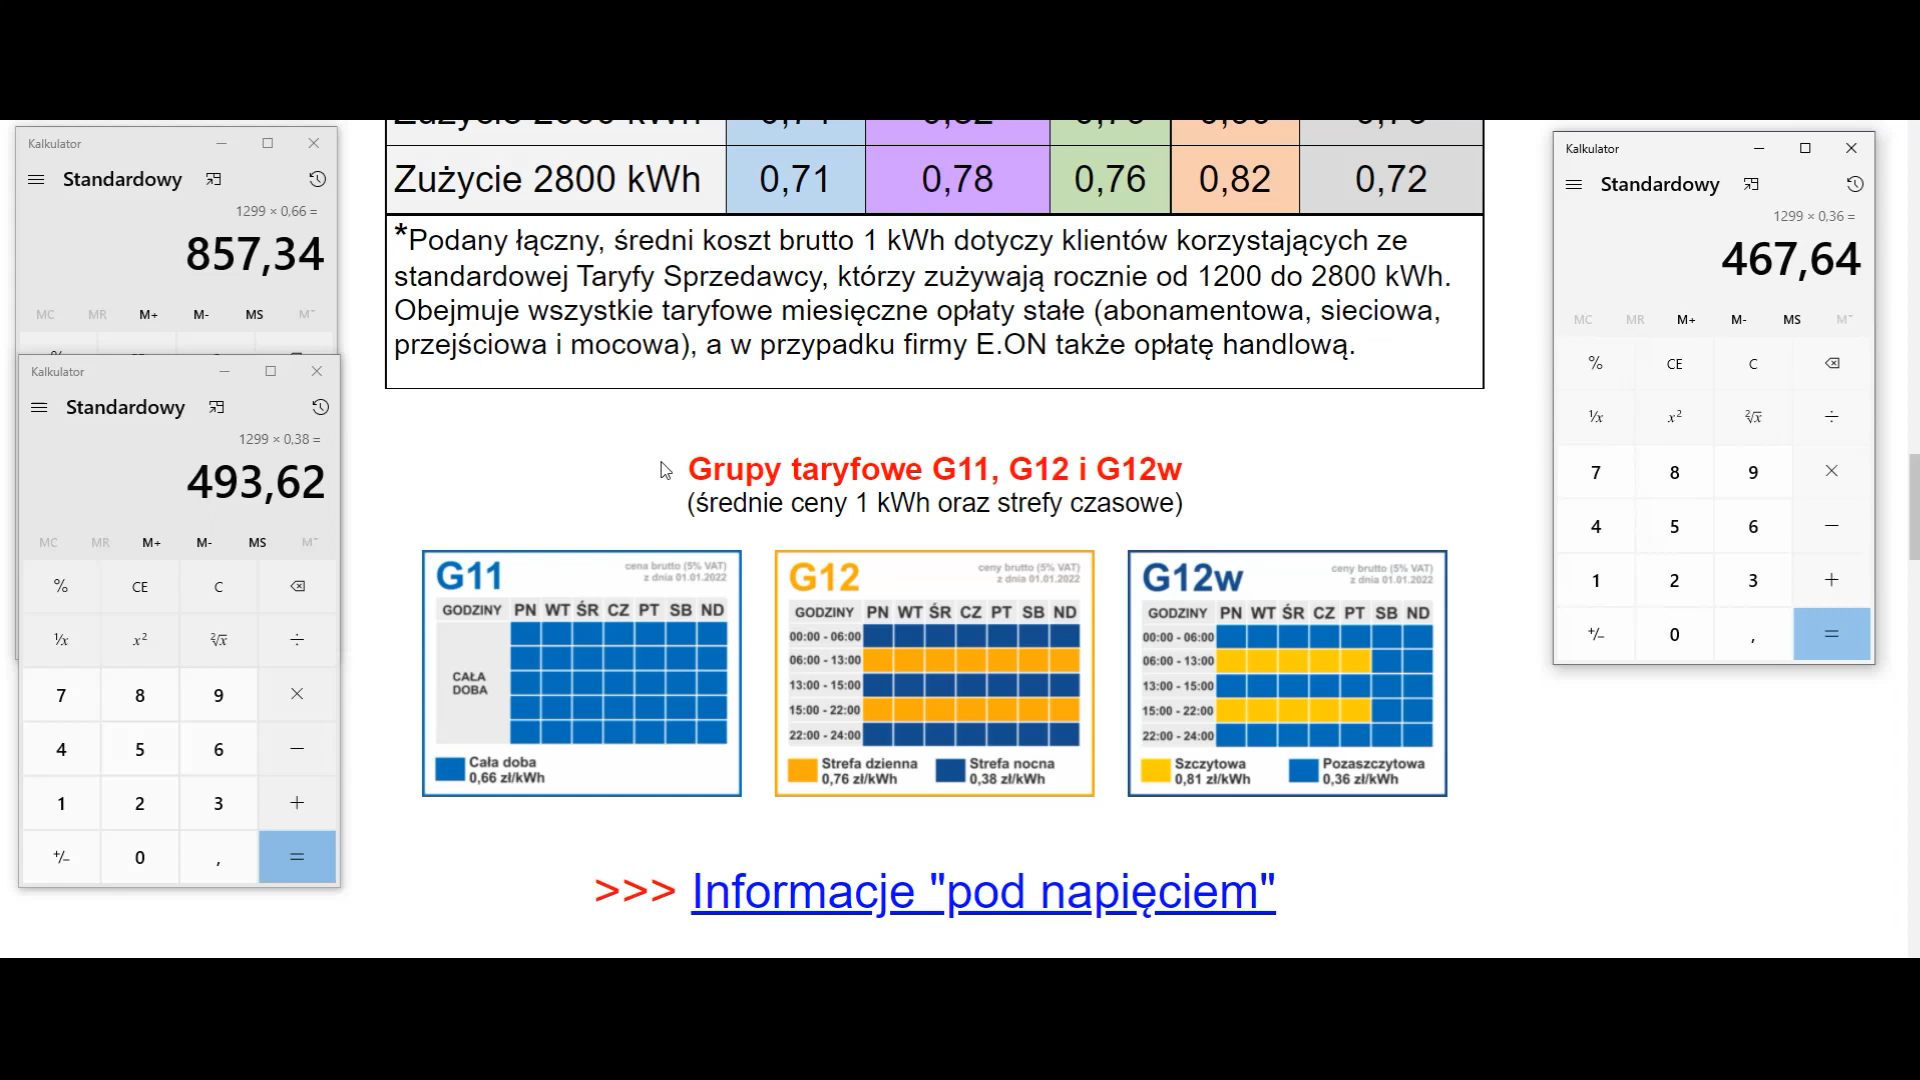 Kalkulator
Standardowy
1299 × 0,66 =
857,34
MC MR M+ M- MS M˅
Kalkulator
Standardowy
1299 × 0,38 =
493,62
MC MR M+ M- MS M˅
% CE C
¹/x x² ²√x ÷
7 8 9 ×
4 5 6 −
1 2 3 +
+/− 0 , =
Zużycie 2800 kWh 0,71 0,78 0,76 0,82 0,72
*Podany łączny, średni koszt brutto 1 kWh dotyczy klientów korzystających ze
standardowej Taryfy Sprzedawcy, którzy zużywają rocznie od 1200 do 2800 kWh.
Obejmuje wszystkie taryfowe miesięczne opłaty stałe (abonamentowa, sieciowa,
przejściowa i mocowa), a w przypadku firmy E.ON także opłatę handlową.
Grupy taryfowe G11, G12 i G12w
(średnie ceny 1 kWh oraz strefy czasowe)
G11
cena brutto (5% VAT)
z dnia 01.01.2022
GODZINY PN WT ŚR CZ PT SB ND
CAŁA
DOBA
Cała doba
0,66 zł/kWh
G12
ceny brutto (5% VAT)
z dnia 01.01.2022
GODZINY PN WT ŚR CZ PT SB ND
00:00 - 06:00
06:00 - 13:00
13:00 - 15:00
15:00 - 22:00
22:00 - 24:00
Strefa dzienna
0,76 zł/kWh
Strefa nocna
0,38 zł/kWh
G12w
ceny brutto (5% VAT)
z dnia 01.01.2022
GODZINY PN WT ŚR CZ PT SB ND
00:00 - 06:00
06:00 - 13:00
13:00 - 15:00
15:00 - 22:00
22:00 - 24:00
Szczytowa
0,81 zł/kWh
Pozaszczytowa
0,36 zł/kWh
>>> Informacje "pod napięciem"
Kalkulator
Standardowy
1299 × 0,36 =
467,64
MC MR M+ M- MS M˅
% CE C
¹/x x² ²√x ÷
7 8 9 ×
4 5 6 −
1 2 3 +
+/− 0 , =